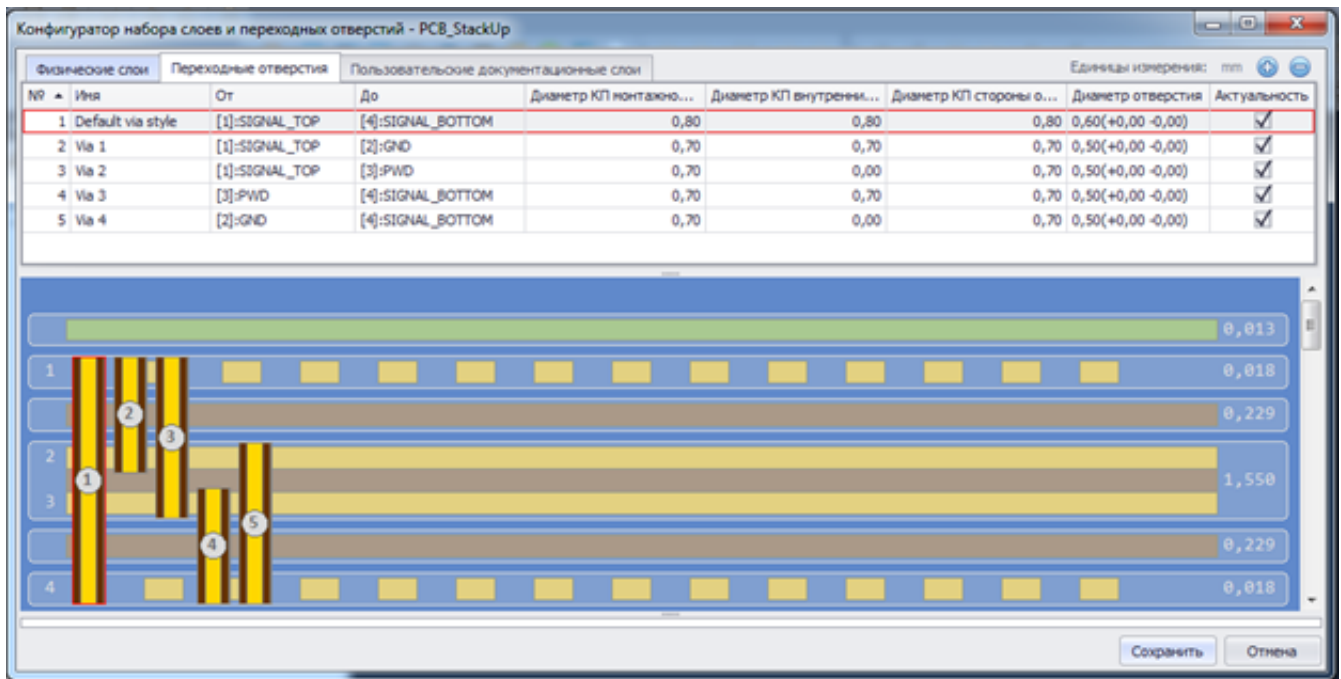 Конфигуратор набора слоев и переходных отверстий - PCB_StackUp
Физические слои Переходные отверстия Пользовательские документационные слои Единицы измерения: mm
№ Имя От До Диаметр КП монтажно... Диаметр КП внутренни... Диаметр КП стороны о... Диаметр отверстия Актуальность
1 Default via style [1]:SIGNAL_TOP [4]:SIGNAL_BOTTOM 0,80 0,80 0,80 0,60(+0,00 -0,00)
2 Via 1 [1]:SIGNAL_TOP [2]:GND 0,70 0,70 0,70 0,50(+0,00 -0,00)
3 Via 2 [1]:SIGNAL_TOP [3]:PWD 0,70 0,00 0,70 0,50(+0,00 -0,00)
4 Via 3 [3]:PWD [4]:SIGNAL_BOTTOM 0,70 0,70 0,70 0,50(+0,00 -0,00)
5 Via 4 [2]:GND [4]:SIGNAL_BOTTOM 0,70 0,00 0,70 0,50(+0,00 -0,00)
0,013
1 0,018
2 0,229
3
2
1 1,550
3
5
4 0,229
4 0,018
Сохранить Отмена